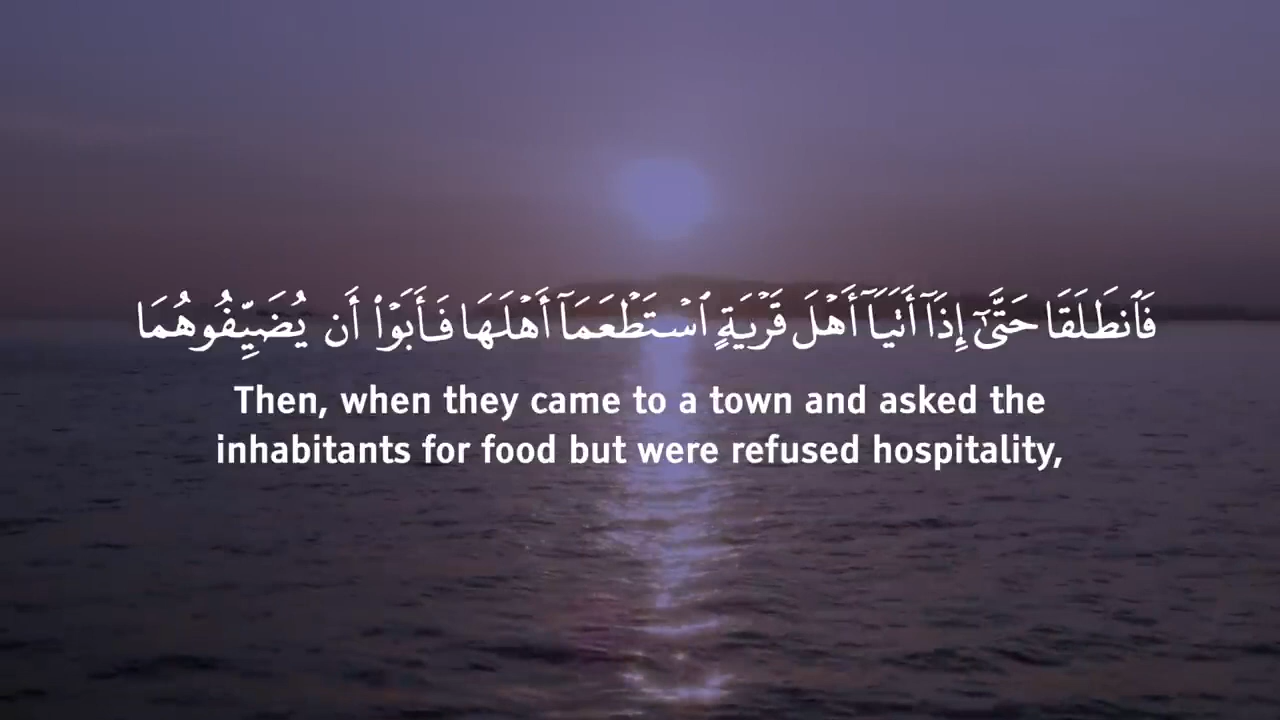 فَٱنطَلَقَا حَتَّىٰٓ إِذَآ أَتَيَآ أَهْلَ قَرْيَةٍ ٱسْتَطْعَمَآ أَهْلَهَا فَأَبَوْا۟ أَن يُضَيِّفُوهُمَا
Then, when they came to a town and asked the
inhabitants for food but were refused hospitality,